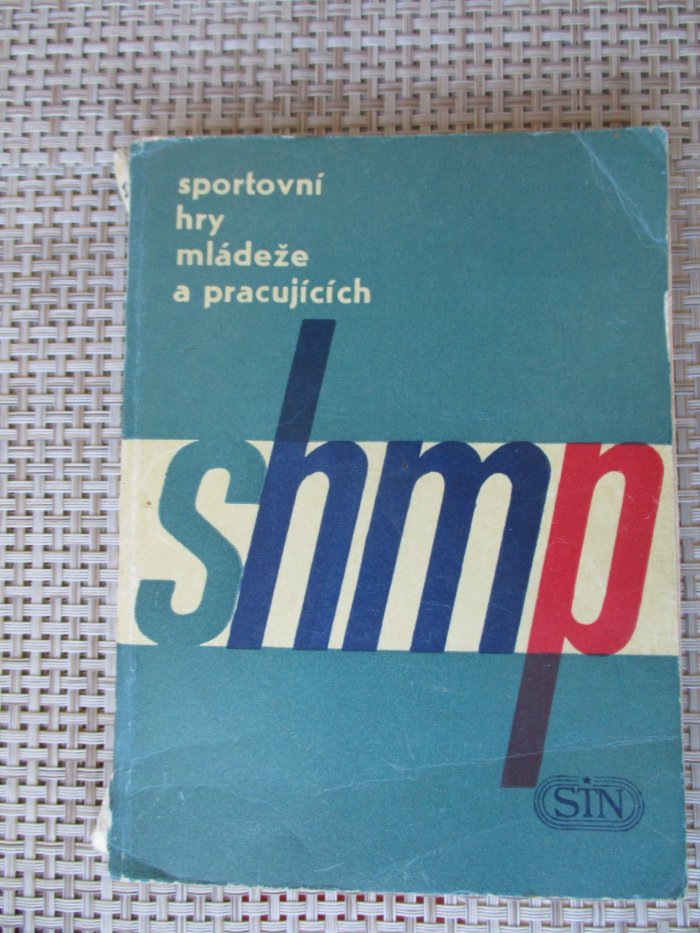 sportovní
hry
mládeže
a pracujících
shmp
STN